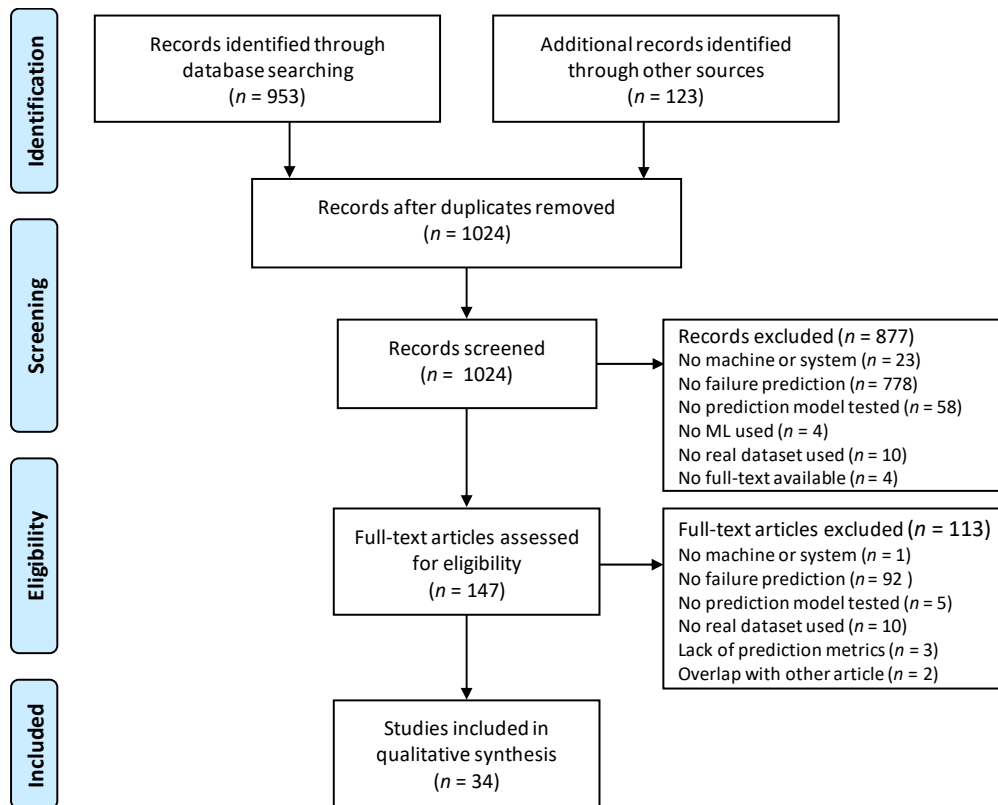 Identification
Records identified through
database searching
(n = 953)
Additional records identified
through other sources
(n = 123)
Records after duplicates removed
(n = 1024)
Screening
Records screened
(n = 1024)
Records excluded (n = 877)
No machine or system (n = 23)
No failure prediction (n = 778)
No prediction model tested (n = 58)
No ML used (n = 4)
No real dataset used (n = 10)
No full-text available (n = 4)
Eligibility
Full-text articles assessed
for eligibility
(n = 147)
Full-text articles excluded (n = 113)
No machine or system (n = 1)
No failure prediction (n = 92 )
No prediction model tested (n = 5)
No real dataset used (n = 10)
Lack of prediction metrics (n = 3)
Overlap with other article (n = 2)
Included
Studies included in
qualitative synthesis
(n = 34)